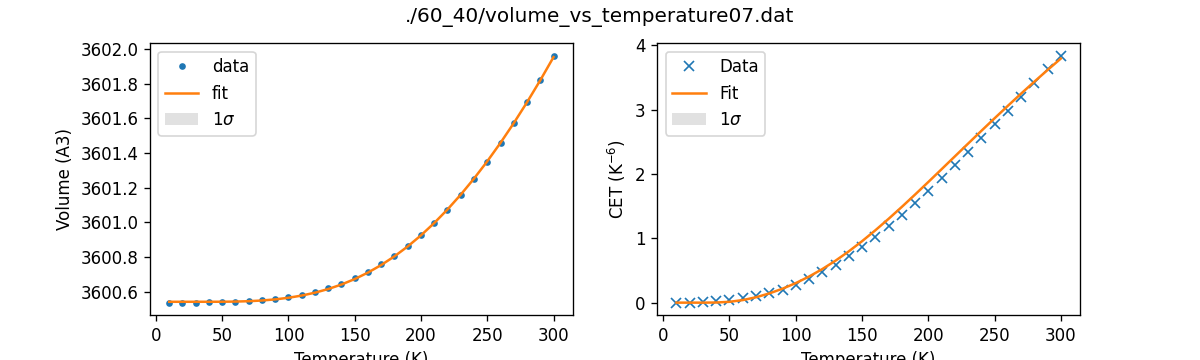 ./60_40/volume_vs_temperature07.dat
3602.0
3601.8
3601.6
3601.4
3601.2
3601.0
3600.8
3600.6
Volume (A3)
data
fit
1σ
0 50 100 150 200 250 300
Temperature (K)
4
3
2
1
0
CET (K⁻⁶)
Data
Fit
1σ
0 50 100 150 200 250 300
Temperature (K)